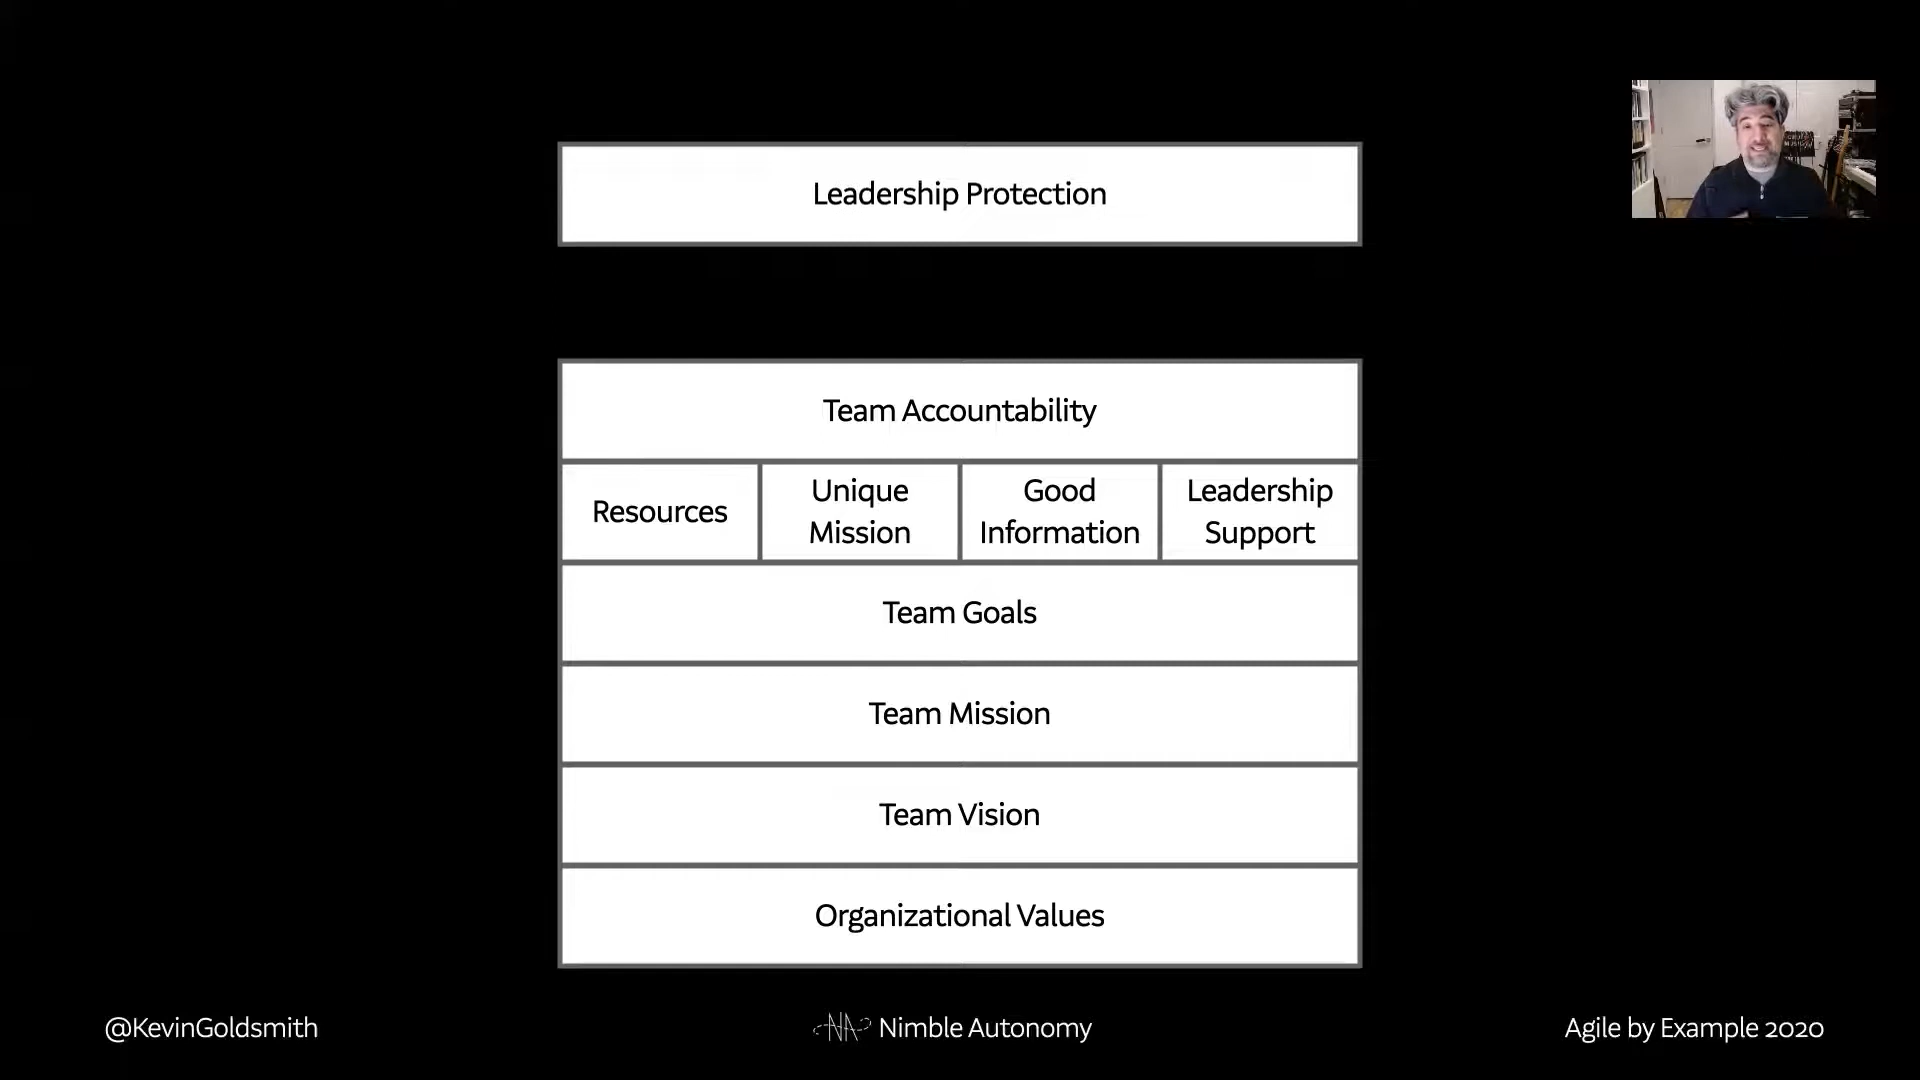 Leadership Protection
Team Accountability
Resources
Unique
Mission
Good
Information
Leadership
Support
Team Goals
Team Mission
Team Vision
Organizational Values
@KevinGoldsmith
NA Nimble Autonomy
Agile by Example 2020